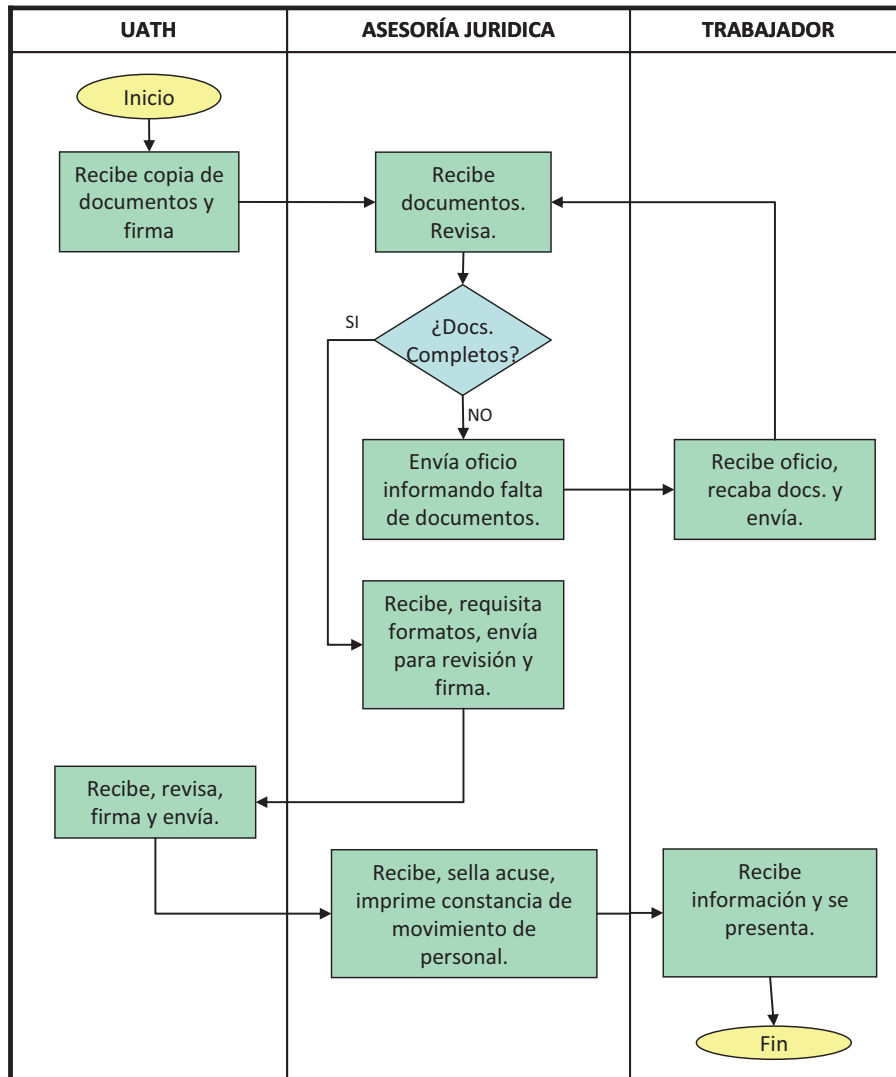 UATH
ASESORÍA JURIDICA
TRABAJADOR
Inicio
Recibe copia de
documentos y
firma
Recibe
documentos.
Revisa.
¿Docs.
Completos?
SI
NO
Envía oficio
informando falta
de documentos.
Recibe oficio,
recaba docs. y
envía.
Recibe, requisita
formatos, envía
para revisión y
firma.
Recibe, revisa,
firma y envía.
Recibe, sella acuse,
imprime constancia de
movimiento de
personal.
Recibe
información y se
presenta.
Fin